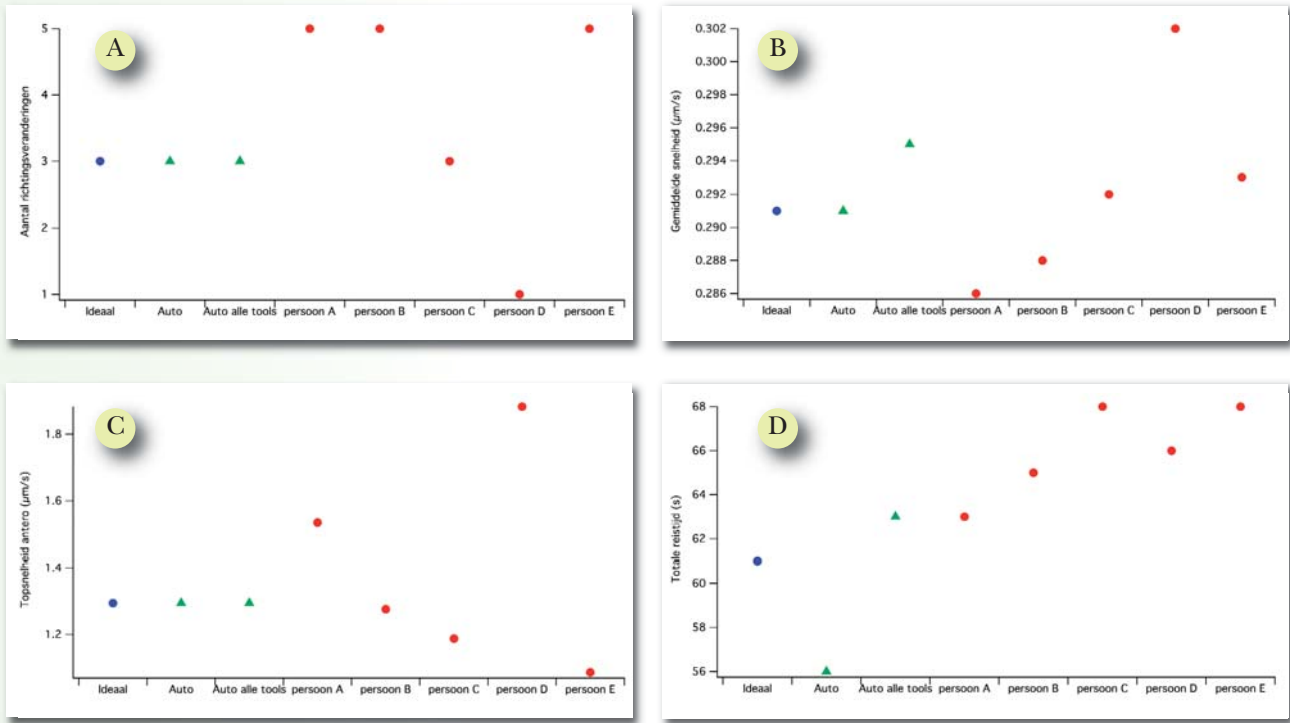 A
Aantal richtingsveranderingen
5
4
3
2
1
Ideaal Auto Auto alle tools persoon A persoon B persoon C persoon D persoon E
B
Gemiddelde snelheid (µm/s)
0.302
0.300
0.298
0.296
0.294
0.292
0.290
0.288
0.286
Ideaal Auto Auto alle tools persoon A persoon B persoon C persoon D persoon E
C
Topsnelheid antero (µm/s)
1.8
1.6
1.4
1.2
Ideaal Auto Auto alle tools persoon A persoon B persoon C persoon D persoon E
D
Totale reistijd (s)
68
66
64
62
60
58
56
Ideaal Auto Auto alle tools persoon A persoon B persoon C persoon D persoon E